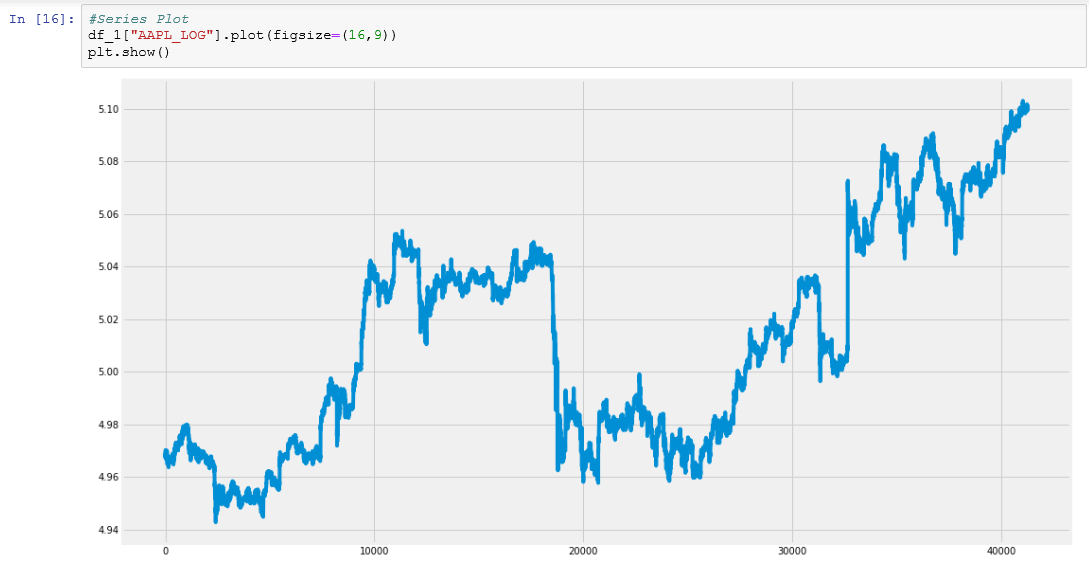 In [16]:
#Series Plot
df_1["AAPL_LOG"].plot(figsize=(16,9))
plt.show()
5.10
5.08
5.06
5.04
5.02
5.00
4.98
4.96
4.94
0 10000 20000 30000 40000